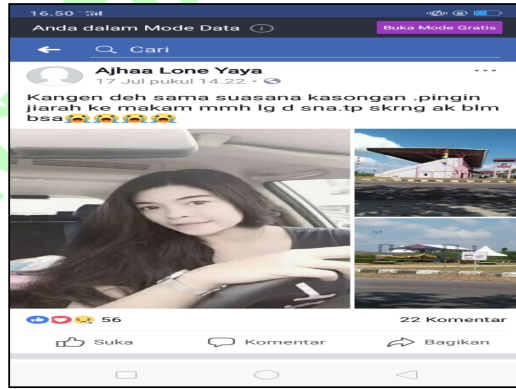 16.50
Anda dalam Mode Data
Buka Mode Gratis
Cari
Ajhaa Lone Yaya
17 Jul pukul 14.22 ·
Kangen deh sama suasana kasongan .pingin
jiarah ke makam mmh lg d sna.tp skrng ak blm
bsa😭😭😭😭
56
22 Komentar
Suka
Komentar
Bagikan